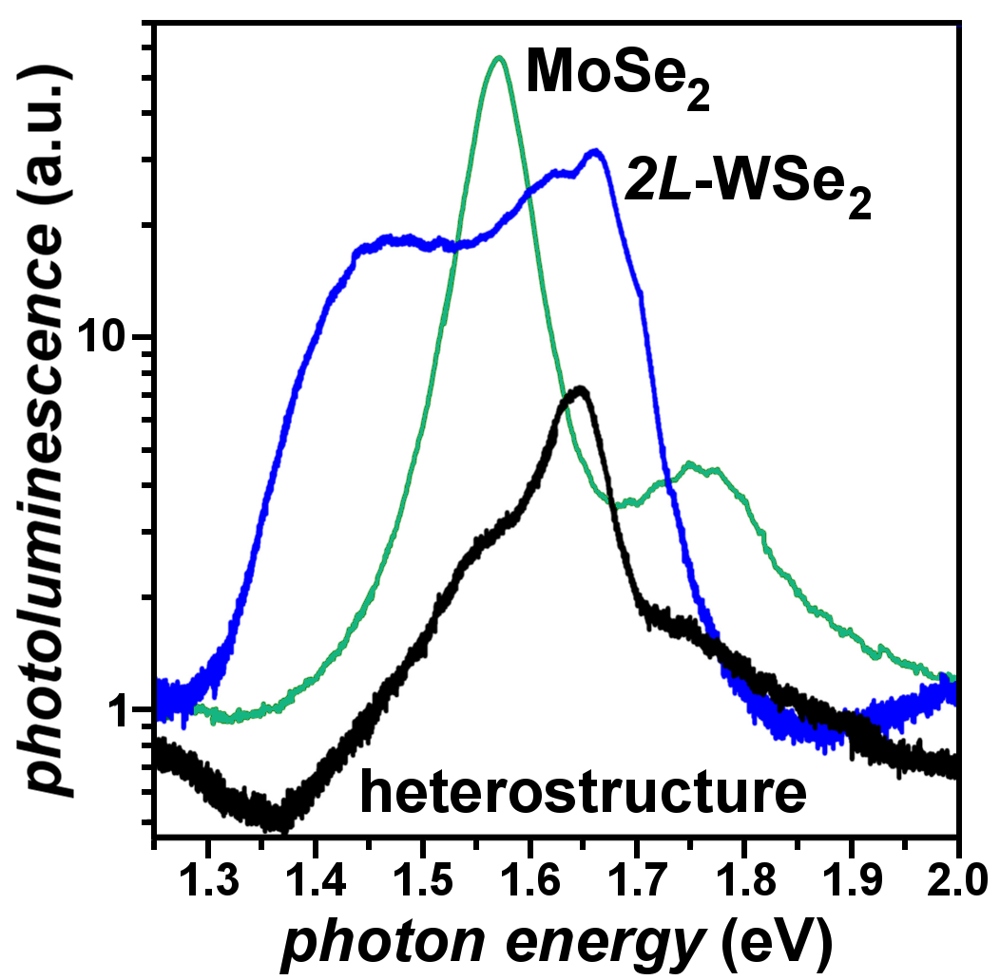 photoluminescence (a.u.)
MoSe₂
2L-WSe₂
10
1
heterostructure
1.3 1.4 1.5 1.6 1.7 1.8 1.9 2.0
photon energy (eV)